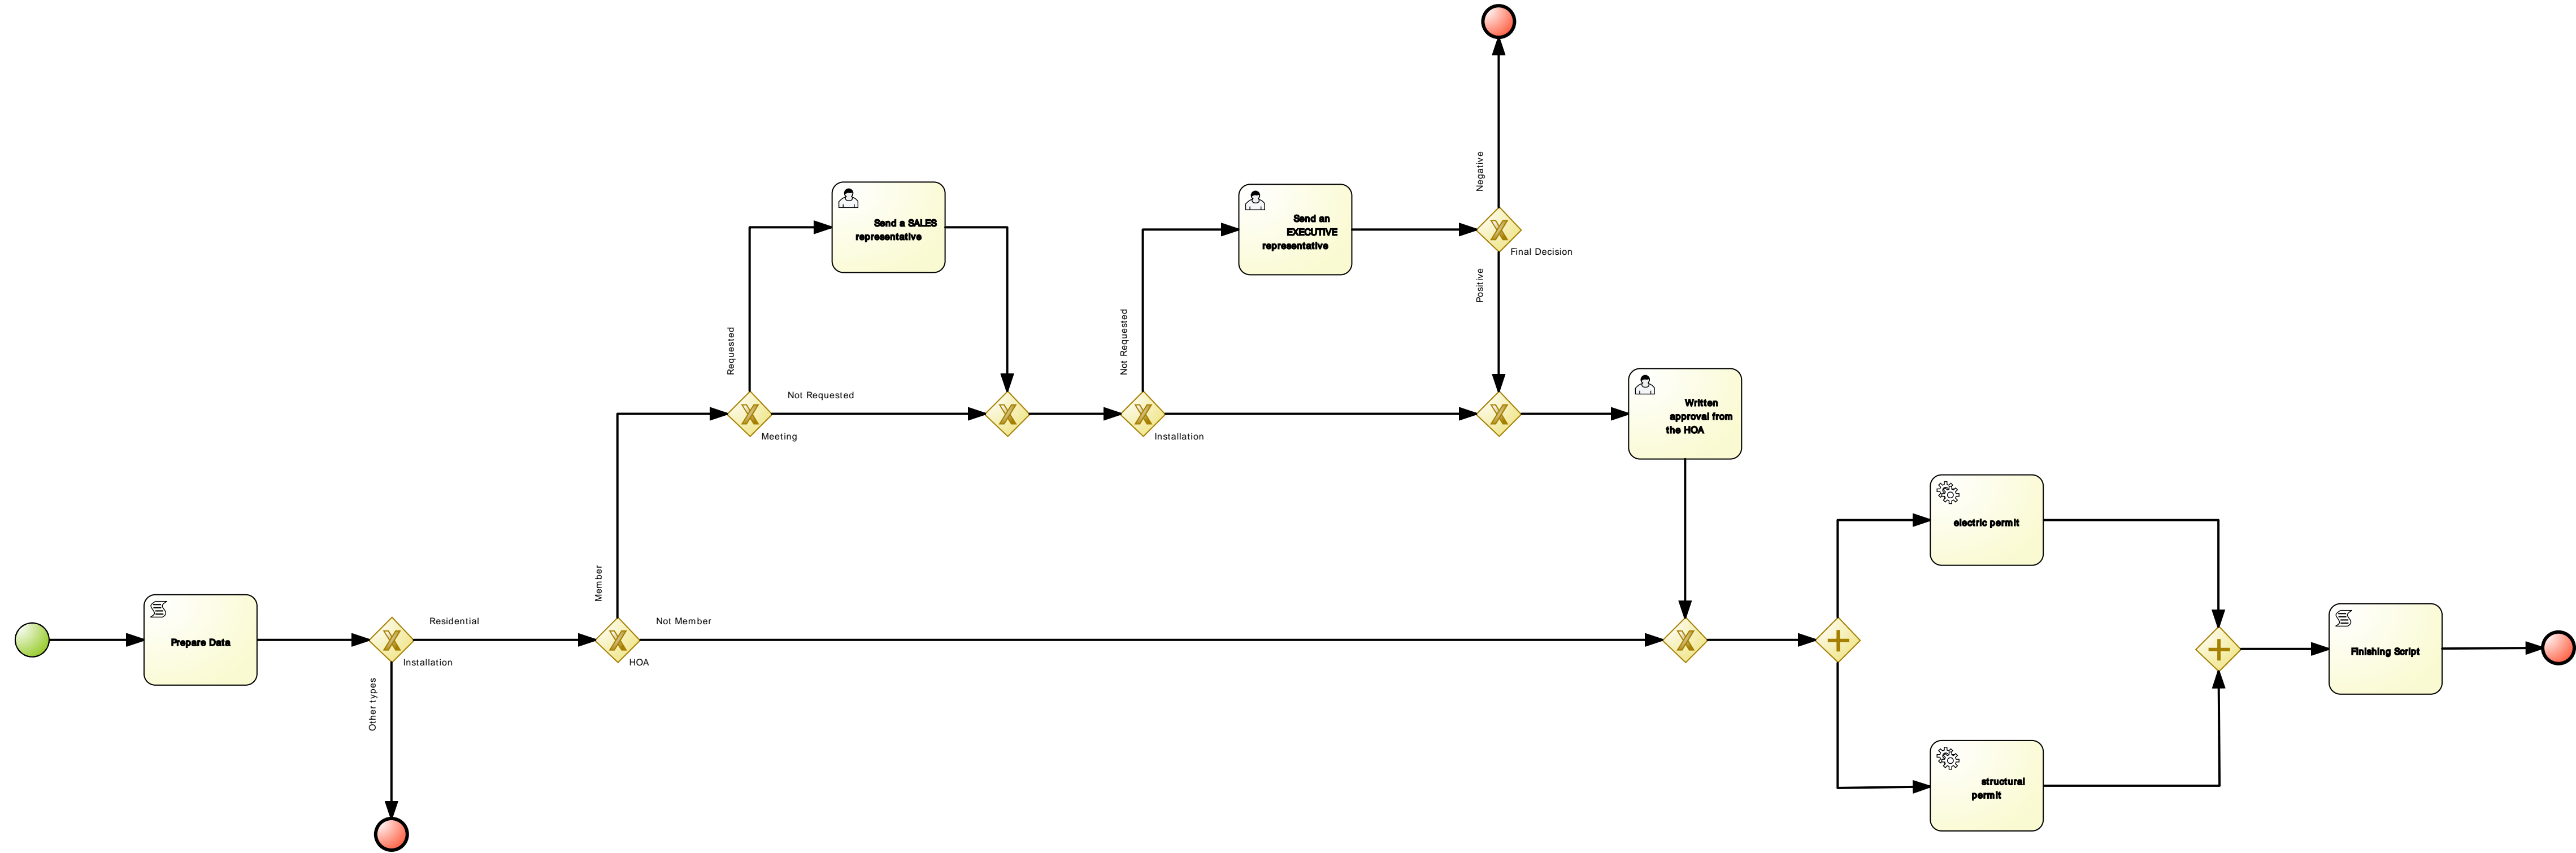 Negative
Send a SALES
representative
Send an
EXECUTIVE
representative
Final Decision
Positive
Requested
Not Requested
Not Requested
Meeting
Installation
Written
approval from
the HOA
electric permit
Member
Prepare Data
Residential
Installation
Not Member
HOA
Other types
Finishing Script
structural
permit